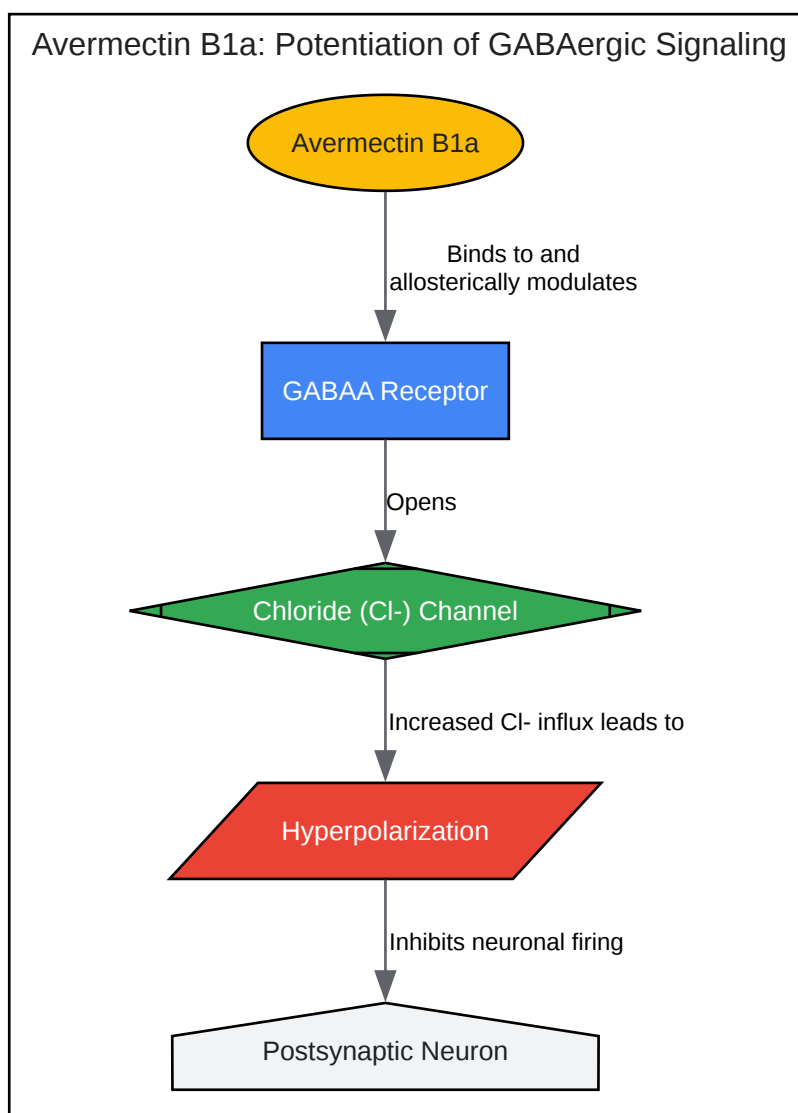 Avermectin B1a: Potentiation of GABAergic Signaling
Avermectin B1a
Binds to and
allosterically modulates
GABAA Receptor
Opens
Chloride (Cl-) Channel
Increased Cl- influx leads to
Hyperpolarization
Inhibits neuronal firing
Postsynaptic Neuron